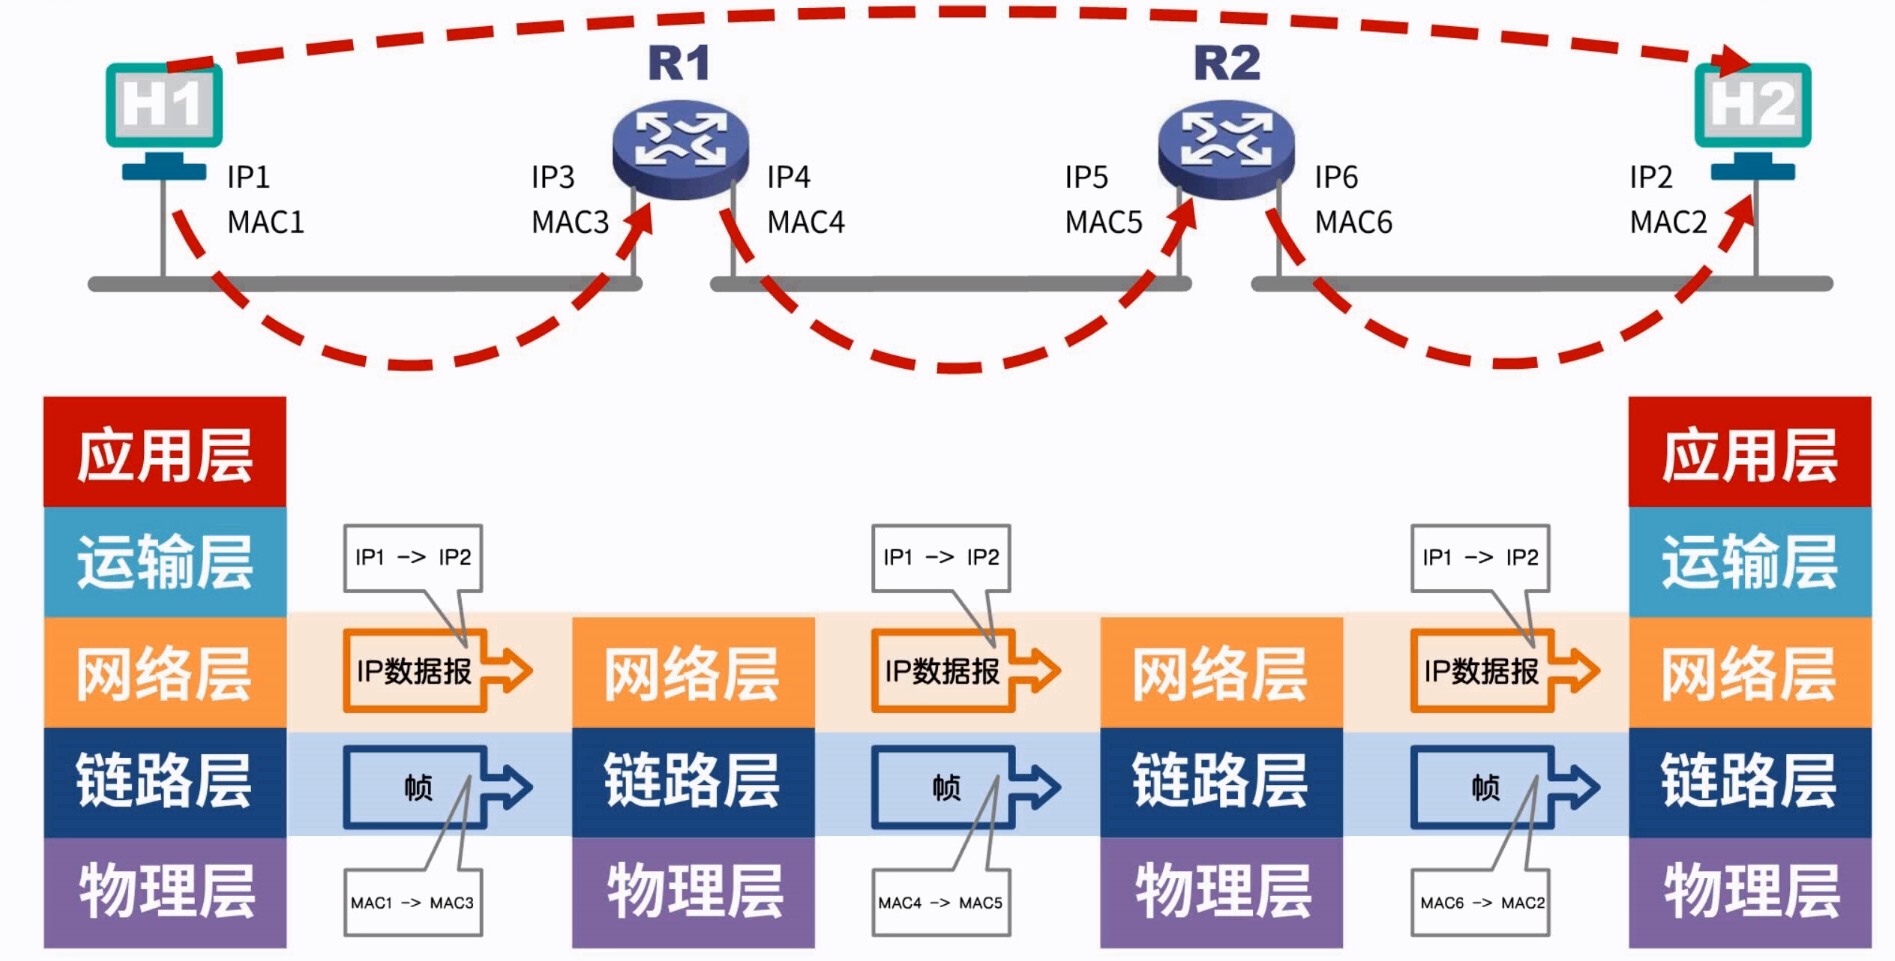 R1
R2
H1
H2
IP1
MAC1
IP3
MAC3
IP4
MAC4
IP5
MAC5
IP6
MAC6
IP2
MAC2
应用层
应用层
运输层
IP1 -> IP2
IP1 -> IP2
IP1 -> IP2
运输层
网络层
IP数据报
网络层
IP数据报
网络层
IP数据报
网络层
链路层
帧
链路层
帧
链路层
帧
链路层
物理层
MAC1 -> MAC3
物理层
MAC4 -> MAC5
物理层
MAC6 -> MAC2
物理层